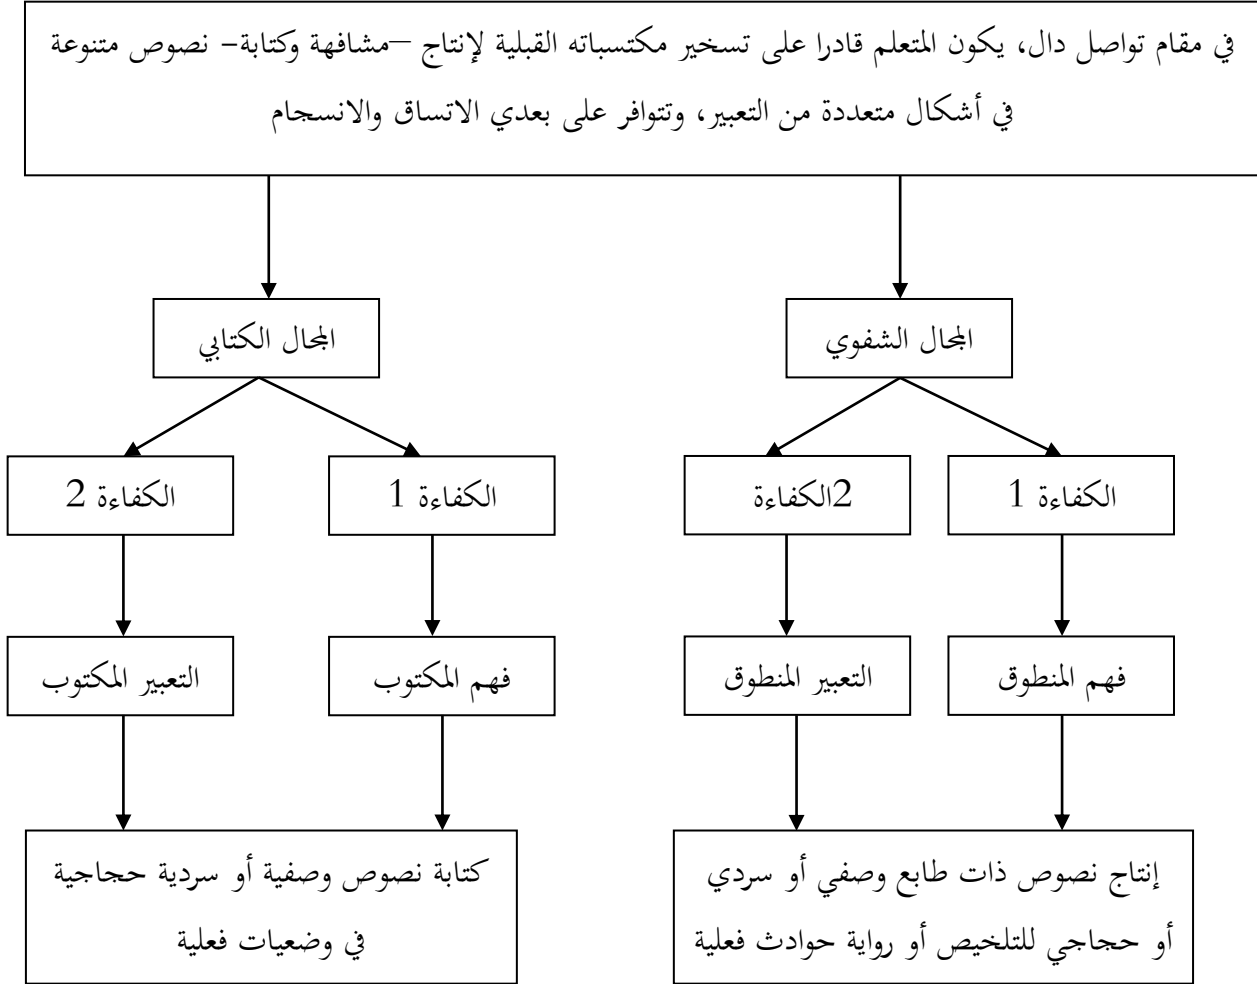 في مقام تواصل دال، يكون المتعلم قادرا على تسخير مكتسباته القبلية لإنتاج –مشافهة وكتابة- نصوص متنوعة
في أشكال متعددة من التعبير، وتتوافر على بعدي الاتساق والانسجام
المجال الشفوي
المجال الكتابي
الكفاءة 1
2الكفاءة
الكفاءة 1
الكفاءة 2
فهم المنطوق
التعبير المنطوق
فهم المكتوب
التعبير المكتوب
إنتاج نصوص ذات طابع وصفي أو سردي
أو حجاجي للتلخيص أو رواية حوادث فعلية
كتابة نصوص وصفية أو سردية حجاجية
في وضعيات فعلية